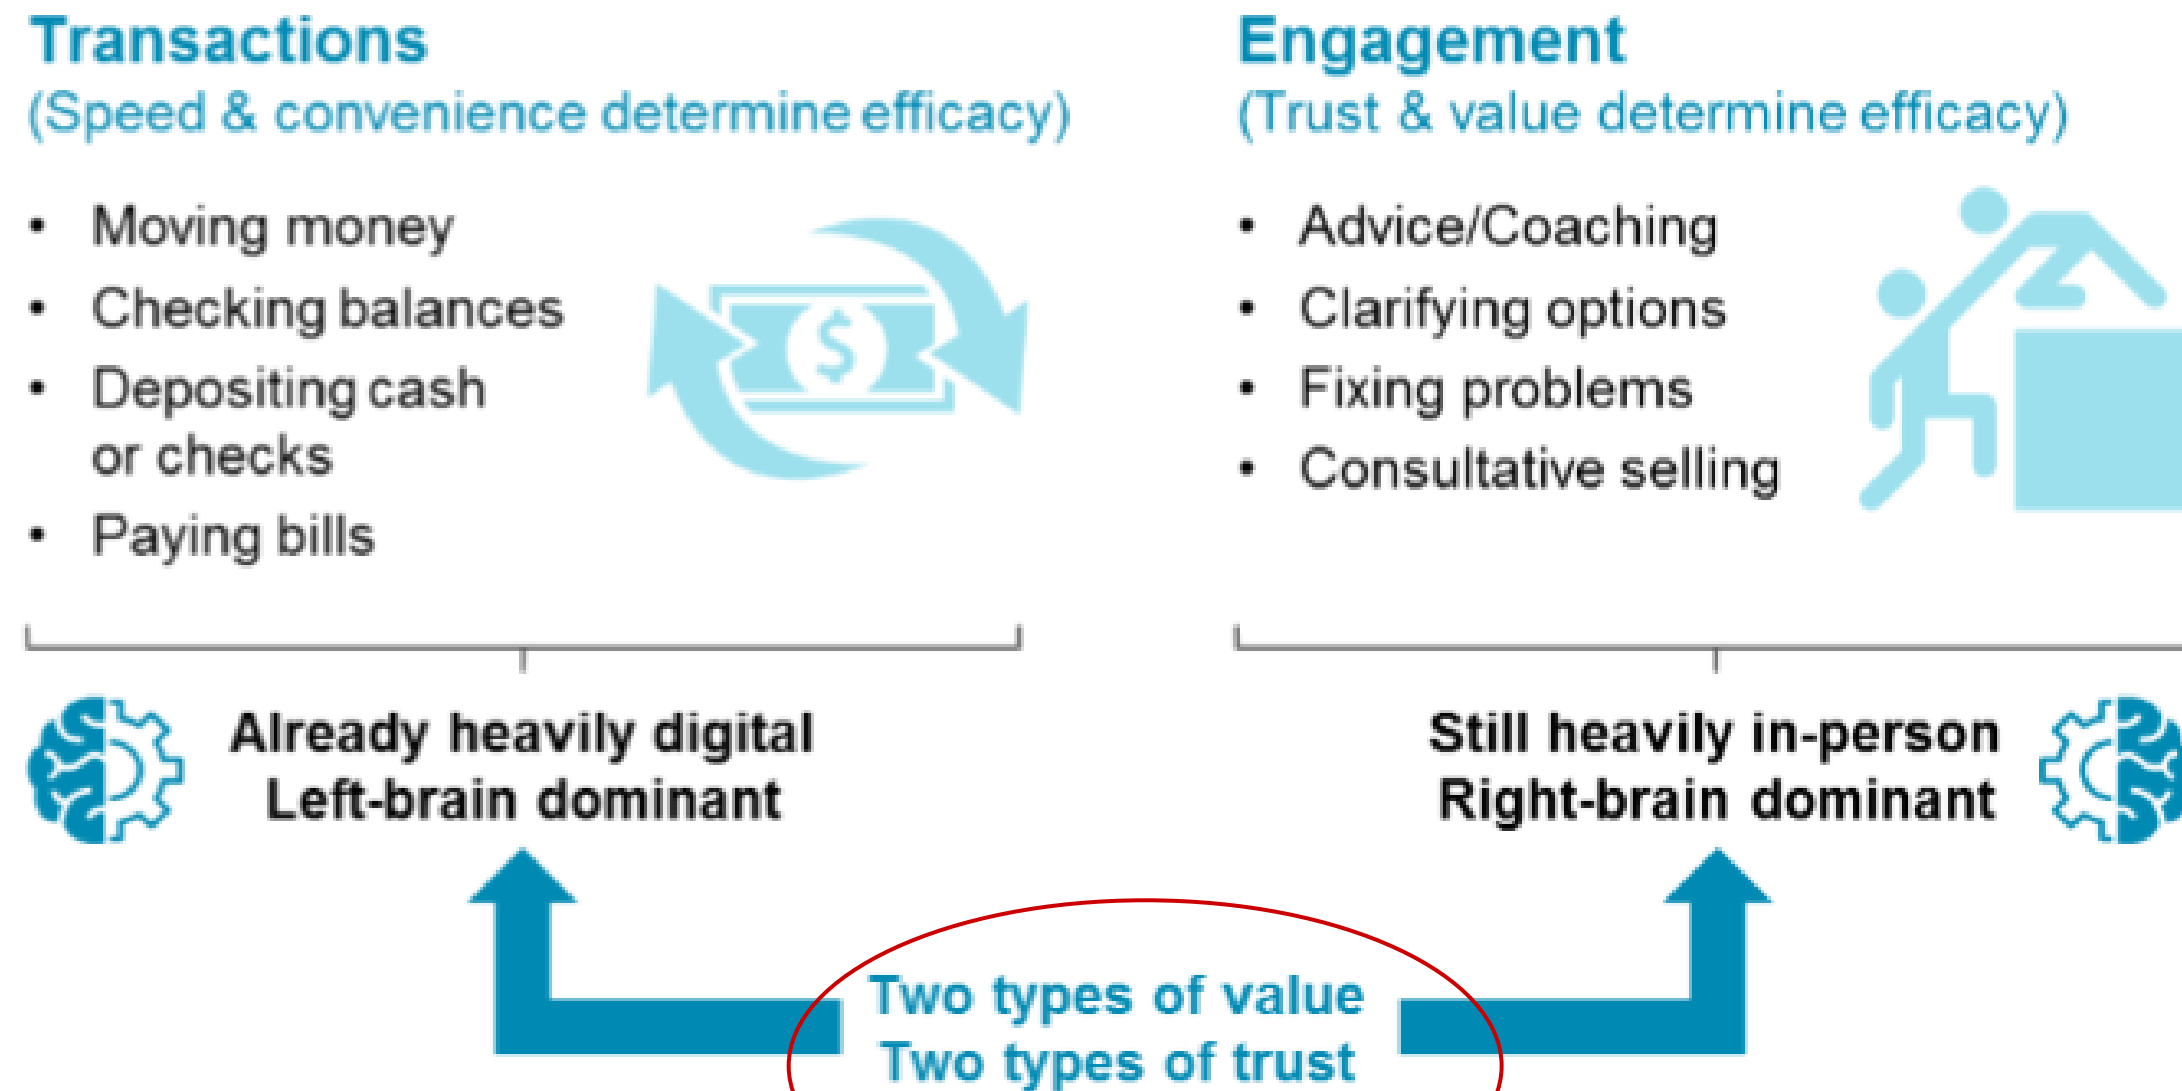 Transactions
(Speed & convenience determine efficacy)
• Moving money
• Checking balances
• Depositing cash
or checks
• Paying bills
$
Already heavily digital
Left-brain dominant
Engagement
(Trust & value determine efficacy)
• Advice/Coaching
• Clarifying options
• Fixing problems
• Consultative selling
Still heavily in-person
Right-brain dominant
Two types of value
Two types of trust